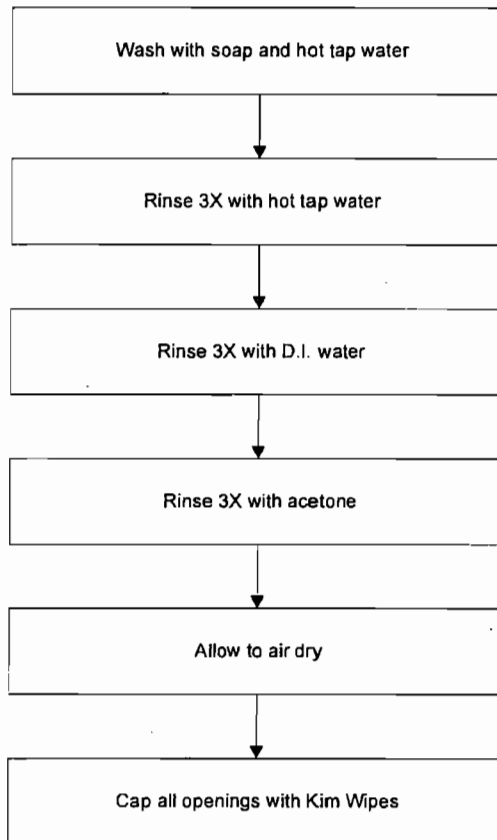 Wash with soap and hot tap water
Rinse 3X with hot tap water
Rinse 3X with D.I. water
Rinse 3X with acetone
Allow to air dry
Cap all openings with Kim Wipes